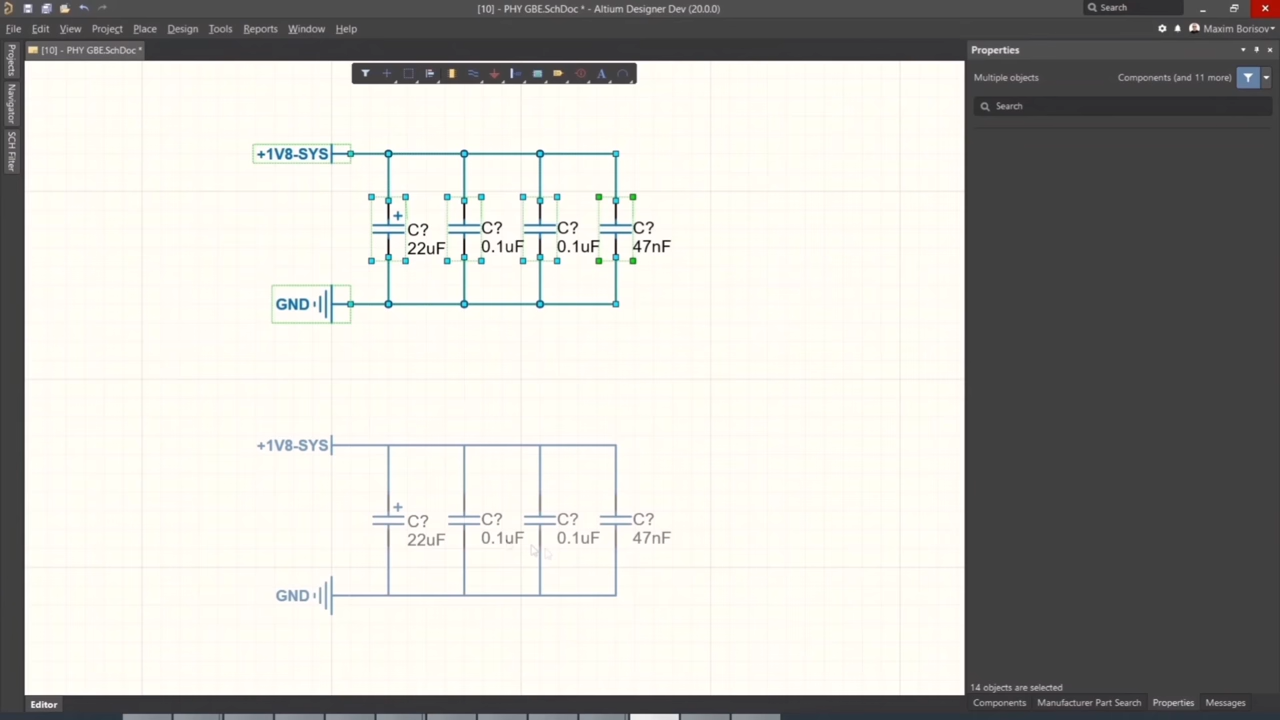 [10] - PHY GBE.SchDoc * - Altium Designer Dev (20.0.0)
Search
File Edit View Project Place Design Tools Reports Window Help
Maxim Borisov
[10] - PHY GBE.SchDoc *
Projects
Navigator
SCH Filter
A
+1V8-SYS
+
C?
22uF
C?
0.1uF
C?
0.1uF
C?
47nF
GND
+1V8-SYS
+
C?
22uF
C?
0.1uF
C?
0.1uF
C?
47nF
GND
Properties
Multiple objects
Components (and 11 more)
Search
14 objects are selected
Editor
Components Manufacturer Part Search Properties Messages